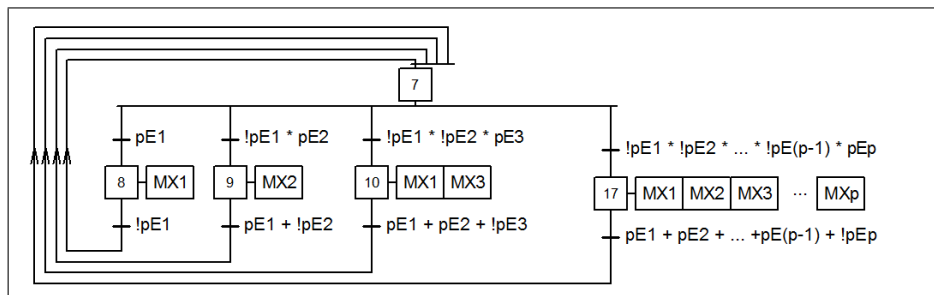 7
pE1
!pE1 * pE2
!pE1 * !pE2 * pE3
!pE1 * !pE2 * ... * !pE(p-1) * pEp
8 MX1
9 MX2
10 MX1 MX3
17 MX1 MX2 MX3 ... MXp
!pE1
pE1 + !pE2
pE1 + pE2 + !pE3
pE1 + pE2 + ... +pE(p-1) + !pEp